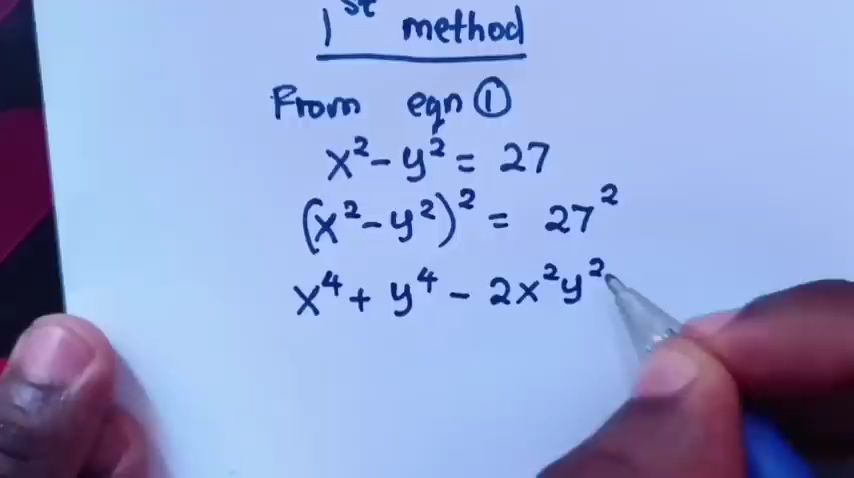 1st method
From eqn ①
x² - y² = 27
(x² - y²)² = 27²
x⁴ + y⁴ - 2x²y²